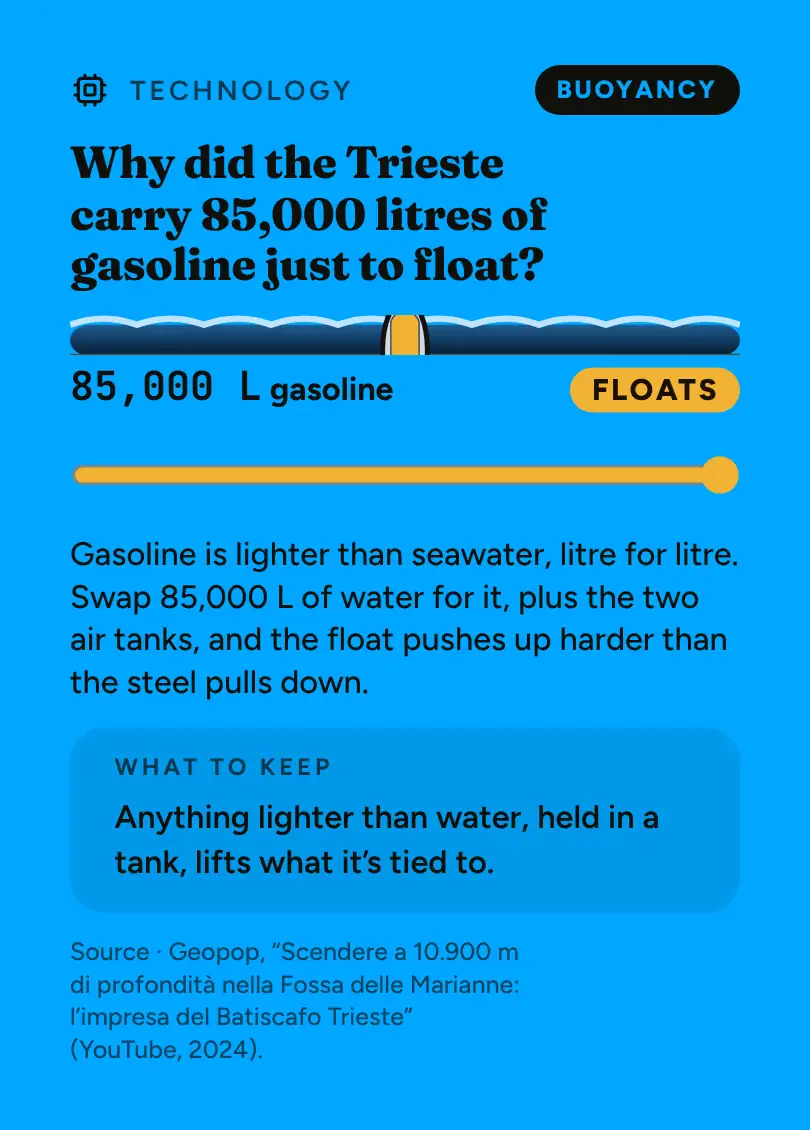 TECHNOLOGY
BUOYANCY
Why did the Trieste
carry 85,000 litres of
gasoline just to float?
85,000 L gasoline
FLOATS
Gasoline is lighter than seawater, litre for litre.
Swap 85,000 L of water for it, plus the two
air tanks, and the float pushes up harder than
the steel pulls down.
WHAT TO KEEP
Anything lighter than water, held in a
tank, lifts what it’s tied to.
Source · Geopop, “Scendere a 10.900 m
di profondità nella Fossa delle Marianne:
l’impresa del Batiscafo Trieste”
(YouTube, 2024).